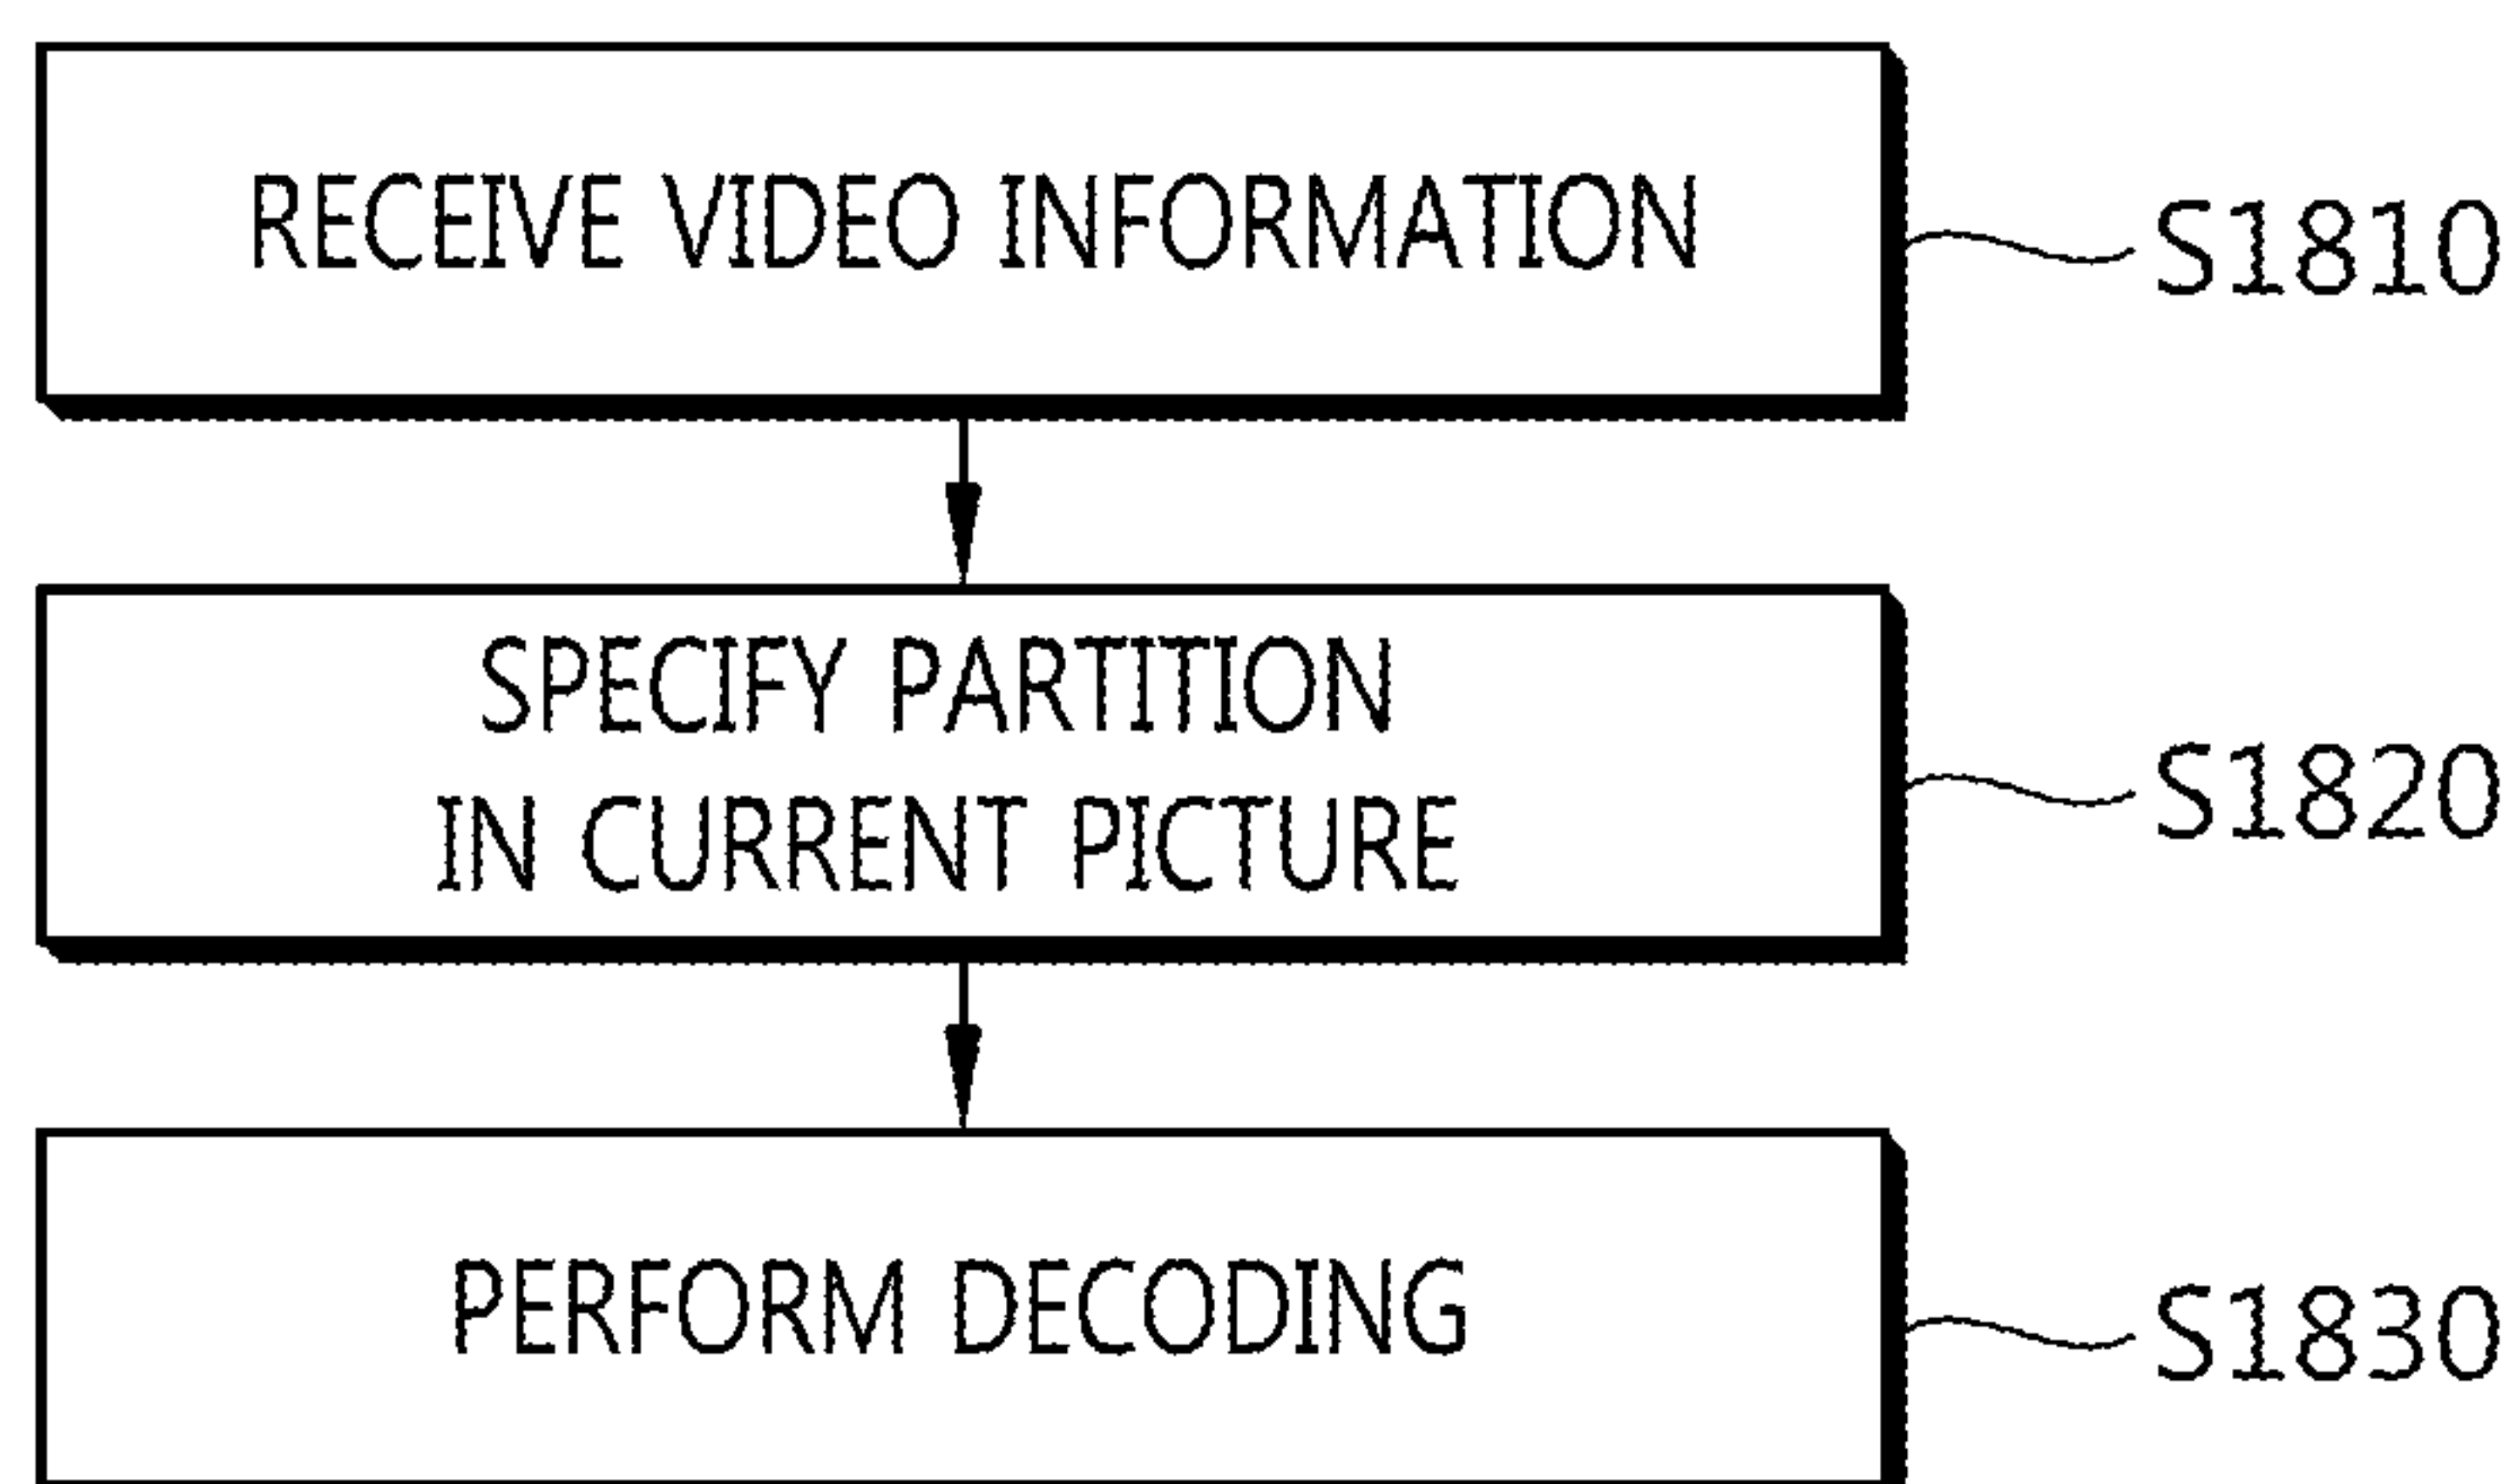 RECEIVE VIDEO INFORMATION
S1810
SPECIFY PARTITION
IN CURRENT PICTURE
S1820
PERFORM DECODING
S1830